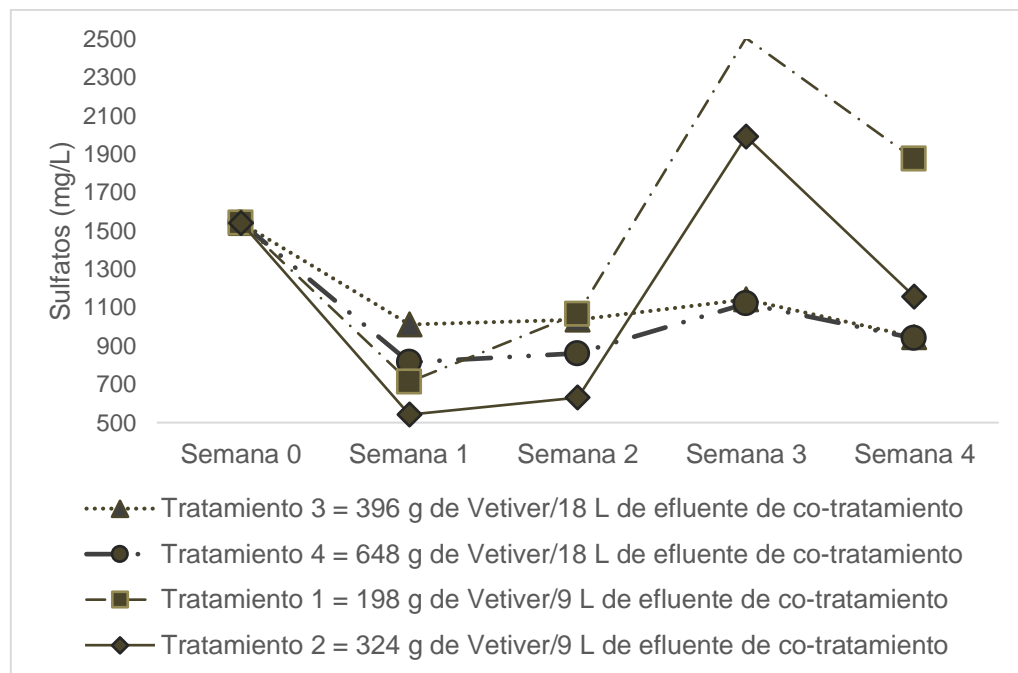 2500
2300
2100
1900
1700
1500
1300
1100
900
700
500
Sulfatos (mg/L)
Semana 0 Semana 1 Semana 2 Semana 3 Semana 4
Tratamiento 3 = 396 g de Vetiver/18 L de efluente de co-tratamiento
Tratamiento 4 = 648 g de Vetiver/18 L de efluente de co-tratamiento
Tratamiento 1 = 198 g de Vetiver/9 L de efluente de co-tratamiento
Tratamiento 2 = 324 g de Vetiver/9 L de efluente de co-tratamiento